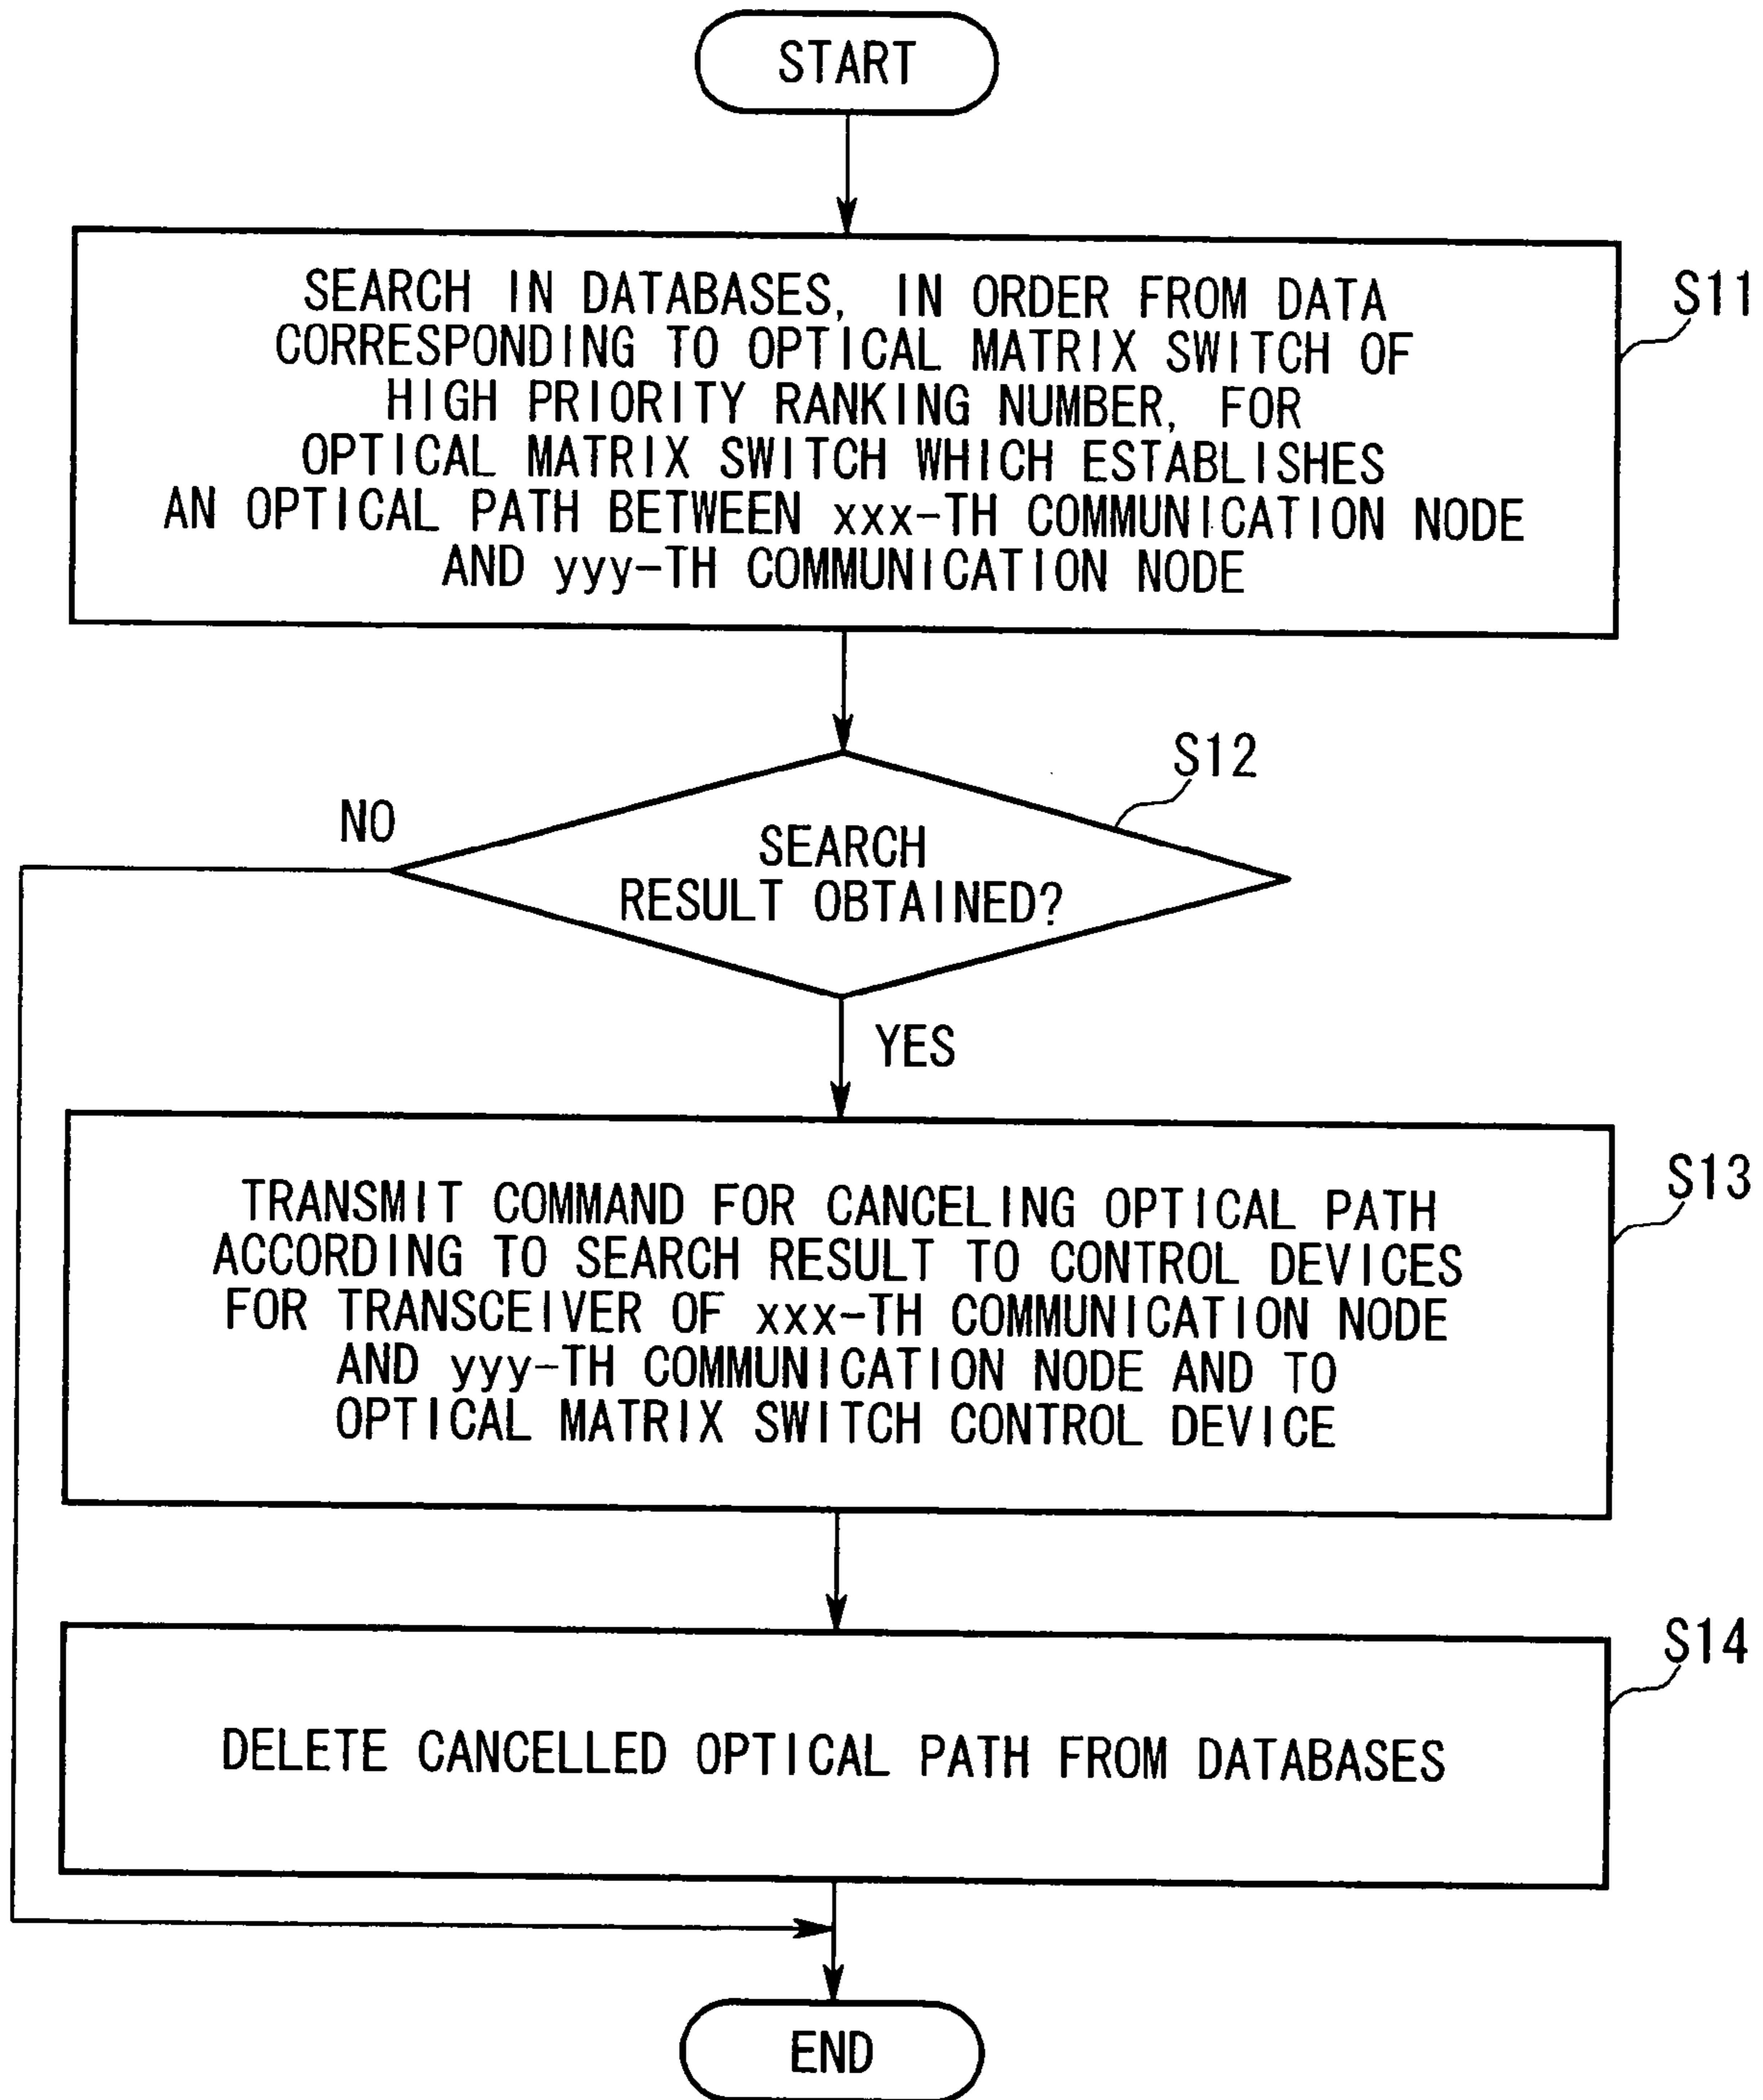 START
SEARCH IN DATABASES, IN ORDER FROM DATA
CORRESPONDING TO OPTICAL MATRIX SWITCH OF
HIGH PRIORITY RANKING NUMBER, FOR
OPTICAL MATRIX SWITCH WHICH ESTABLISHES
AN OPTICAL PATH BETWEEN xxx-TH COMMUNICATION NODE
AND yyy-TH COMMUNICATION NODE
S11
S12
NO
SEARCH
RESULT OBTAINED?
YES
TRANSMIT COMMAND FOR CANCELING OPTICAL PATH
ACCORDING TO SEARCH RESULT TO CONTROL DEVICES
FOR TRANSCEIVER OF xxx-TH COMMUNICATION NODE
AND yyy-TH COMMUNICATION NODE AND TO
OPTICAL MATRIX SWITCH CONTROL DEVICE
S13
DELETE CANCELLED OPTICAL PATH FROM DATABASES
S14
END